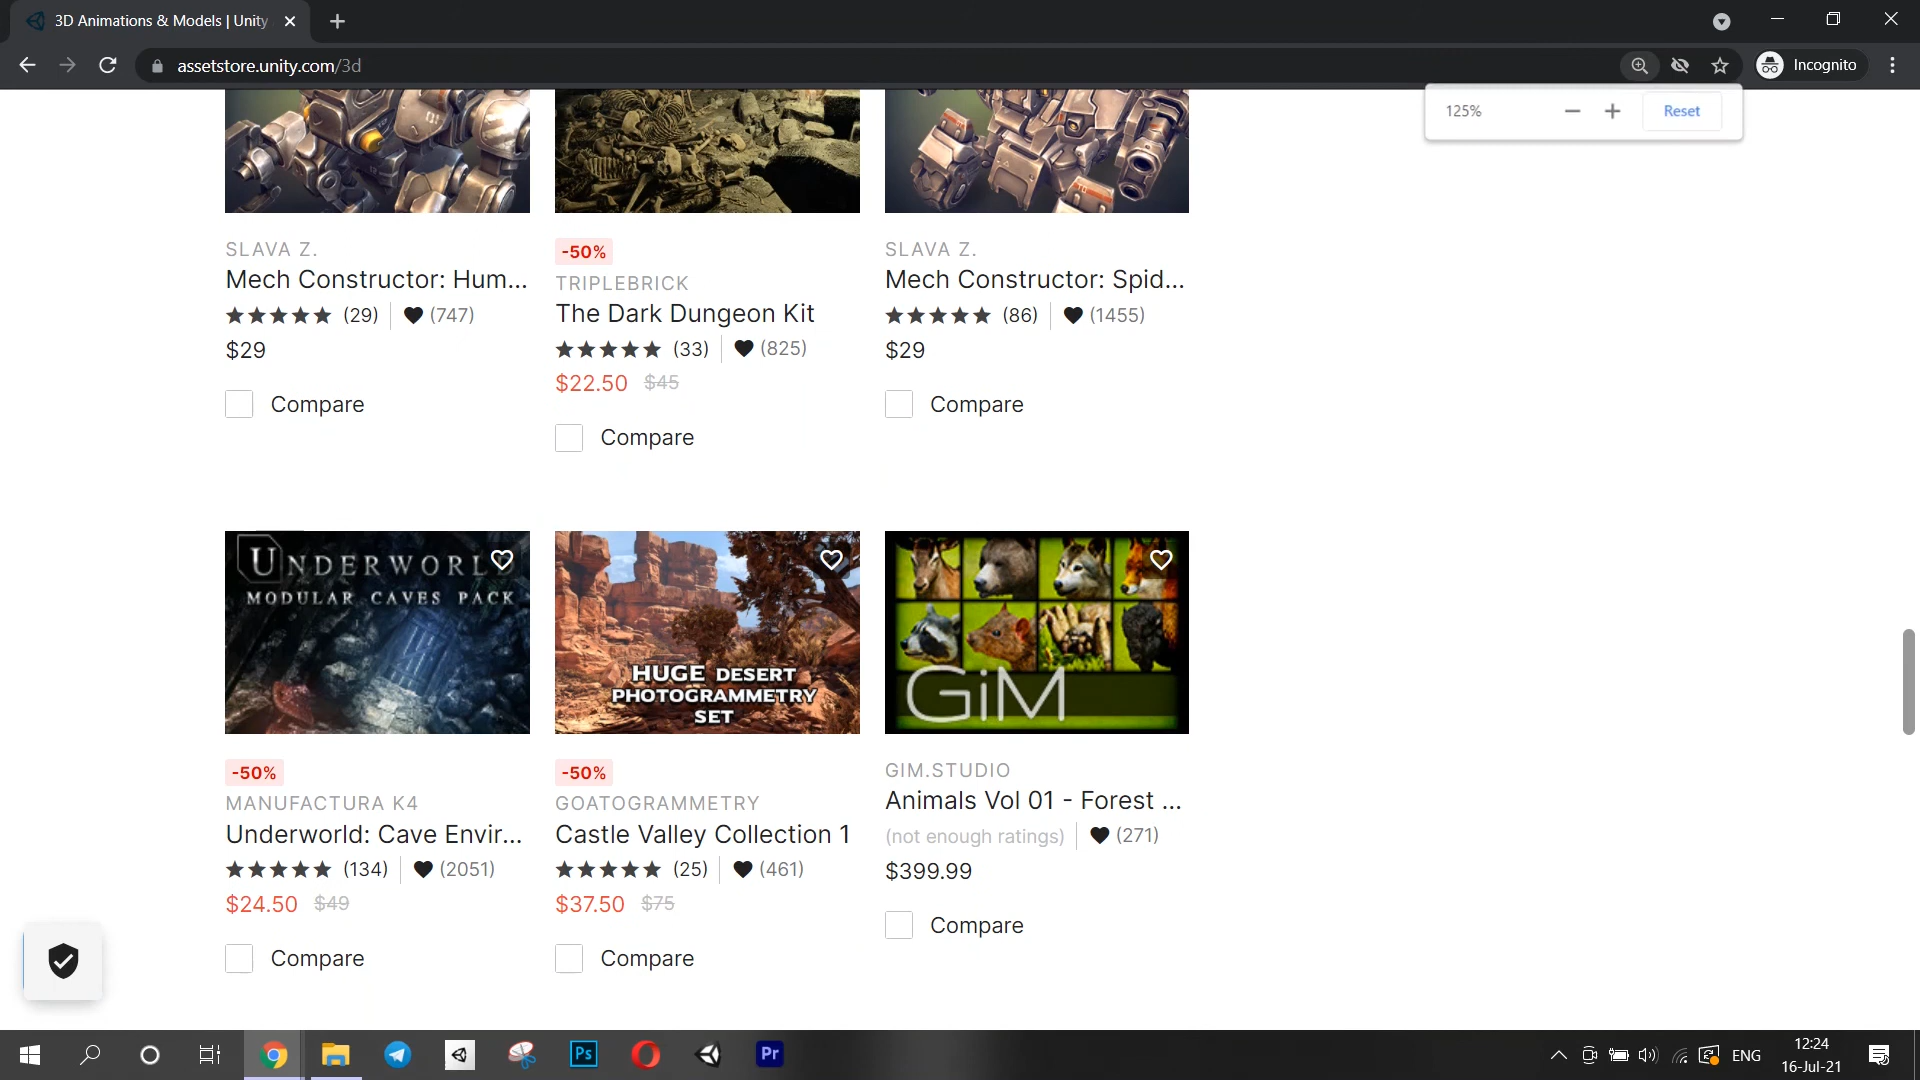 3D Animations & Models | Unity
assetstore.unity.com/3d
Incognito
125%
Reset
SLAVA Z.
Mech Constructor: Hum...
(29) (747)
$29
Compare
-50%
TRIPLEBRICK
The Dark Dungeon Kit
(33) (825)
$22.50 $45
Compare
SLAVA Z.
Mech Constructor: Spid...
(86) (1455)
$29
Compare
UNDERWORLD
MODULAR CAVES PACK
-50%
MANUFACTURA K4
Underworld: Cave Envir...
(134) (2051)
$24.50 $49
Compare
HUGE DESERT
PHOTOGRAMMETRY
SET
-50%
GOATOGRAMMETRY
Castle Valley Collection 1
(25) (461)
$37.50 $75
Compare
GiM
GIM.STUDIO
Animals Vol 01 - Forest ...
(not enough ratings) (271)
$399.99
Compare
Ps
Pr
ENG
12:24
16-Jul-21